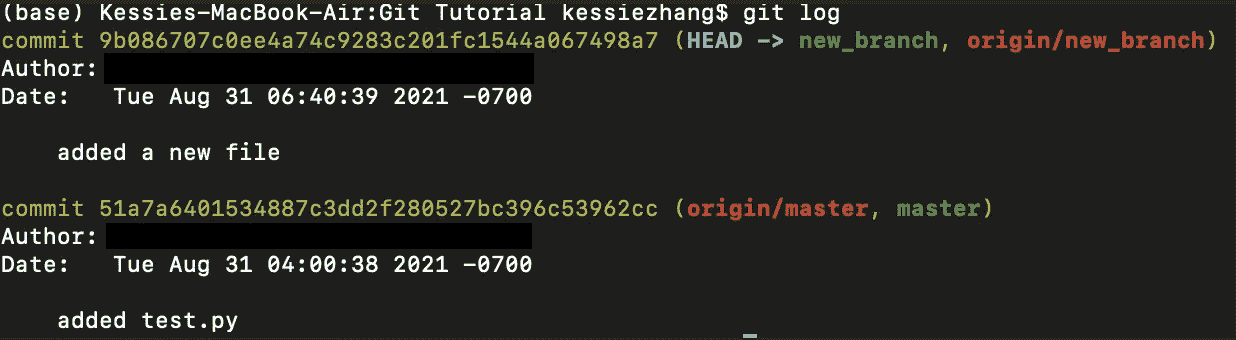 (base) Kessies-MacBook-Air:Git Tutorial kessiezhang$ git log
commit 9b086707c0ee4a74c9283c201fc1544a067498a7 (HEAD -> new_branch, origin/new_branch)
Author:
Date:   Tue Aug 31 06:40:39 2021 -0700
added a new file
commit 51a7a6401534887c3dd2f280527bc396c53962cc (origin/master, master)
Author:
Date:   Tue Aug 31 04:00:38 2021 -0700
added test.py